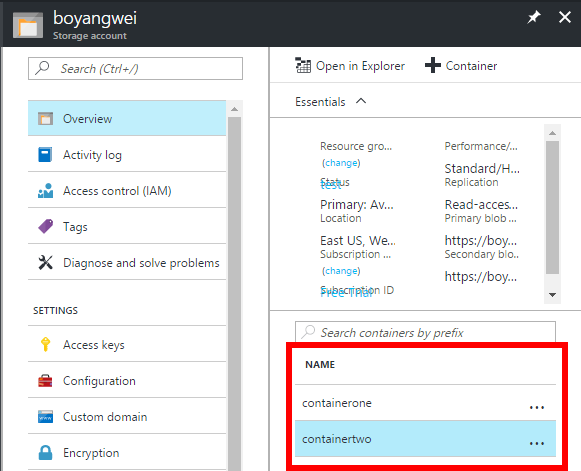 boyangwei
Storage account
Search (Ctrl+/)
Overview
Activity log
Access control (IAM)
Tags
Diagnose and solve problems
SETTINGS
Access keys
Configuration
Custom domain
Encryption
Open in Explorer
Container
Essentials
Resource gro...
(change)
test
Status
Primary: Av...
Location
East US, We...
Subscription ...
(change)
Free Trial
Subscription ID
Performance/...
Standard/H...
Replication
Read-acces...
Primary blob
https://boy...
Secondary blo...
https://boy...
Search containers by prefix
NAME
containerone ...
containertwo ...